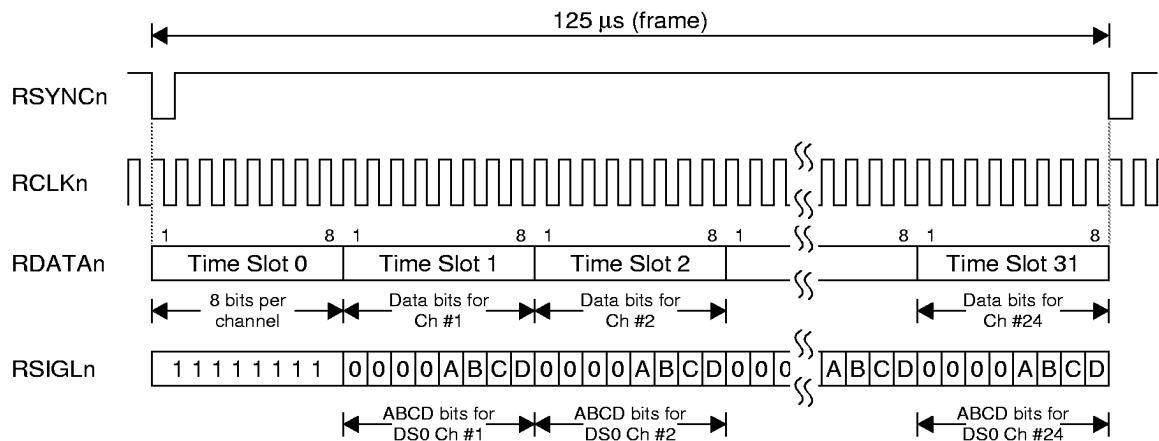 125 μs (frame)
RSYNCn
RCLKn
1 8 1 8 1 8 1 8 1 8
RDATAn Time Slot 0 Time Slot 1 Time Slot 2 Time Slot 31
8 bits per channel Data bits for Ch #1 Data bits for Ch #2 Data bits for Ch #24
RSIGLn 1 1 1 1 1 1 1 1 0 0 0 0 A B C D 0 0 0 0 A B C D 0 0 0 A B C D 0 0 0 0 A B C D
ABCD bits for DS0 Ch #1 ABCD bits for DS0 Ch #2 ABCD bits for DS0 Ch #24